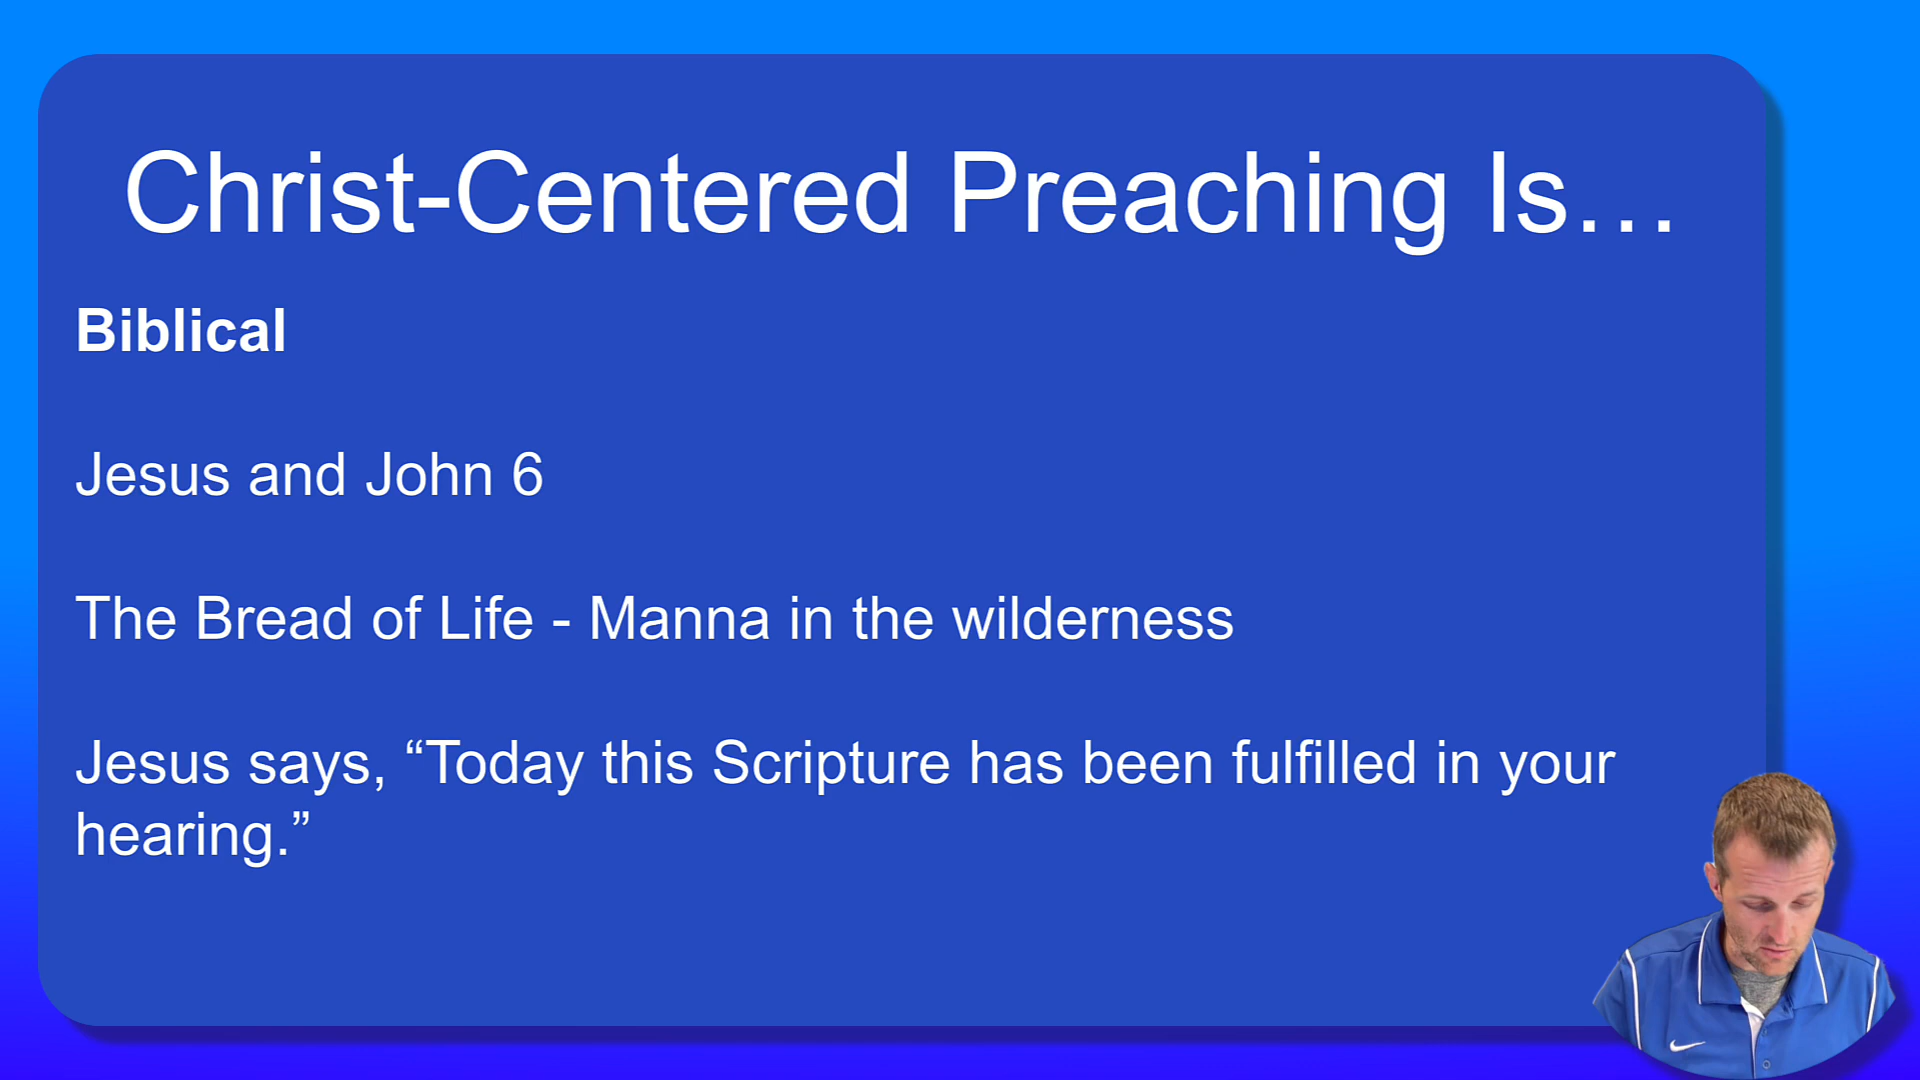 Christ-Centered Preaching Is…
Biblical
Jesus and John 6
The Bread of Life - Manna in the wilderness
Jesus says, “Today this Scripture has been fulfilled in your
hearing.”